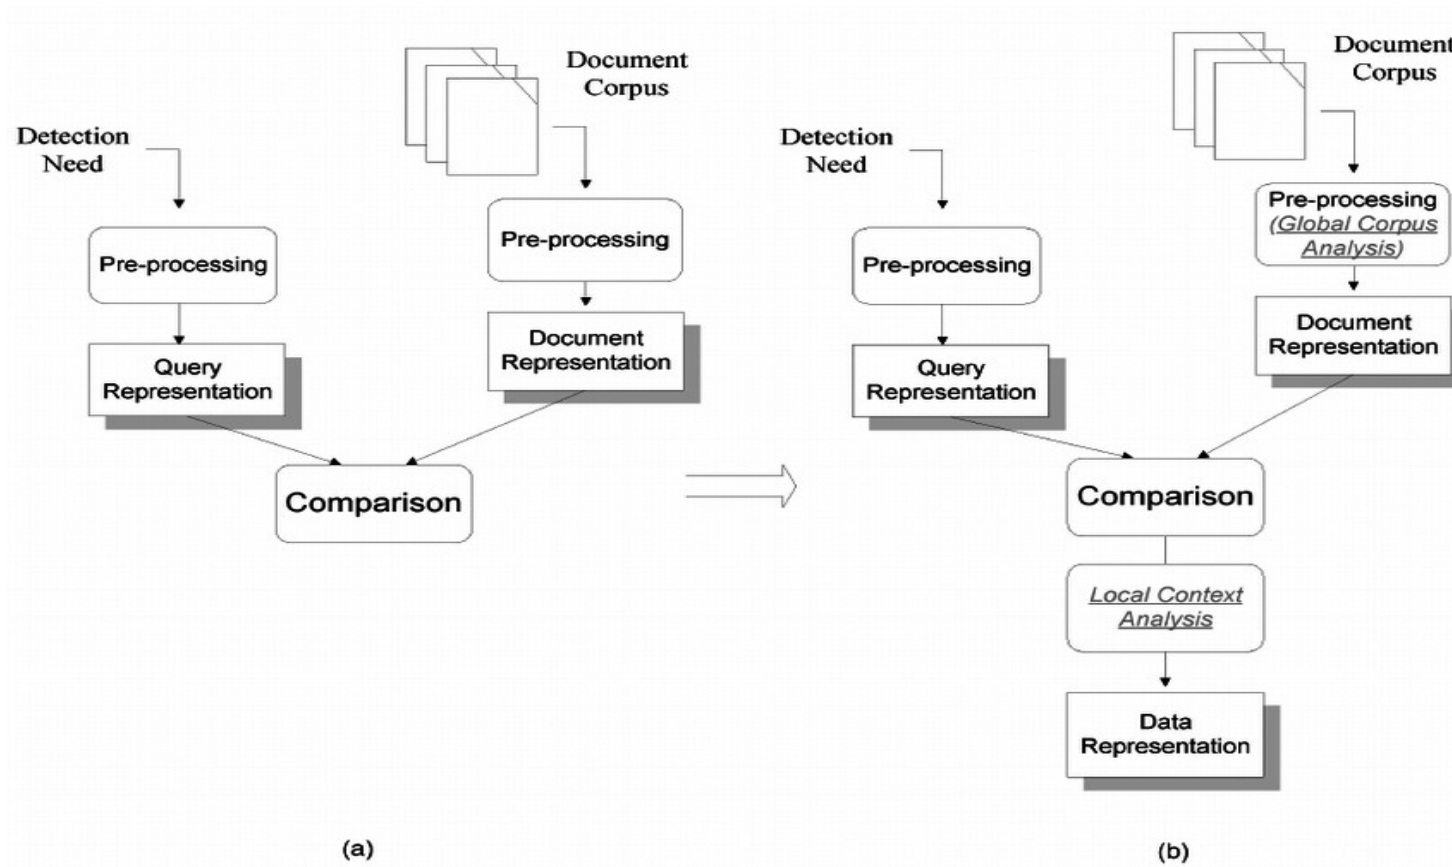 Document
Corpus
Detection
Need
Pre-processing
Pre-processing
Query
Representation
Document
Representation
Comparison
(a)
Document
Corpus
Detection
Need
Pre-processing
(Global Corpus
Analysis)
Pre-processing
Document
Representation
Query
Representation
Comparison
Local Context
Analysis
Data
Representation
(b)